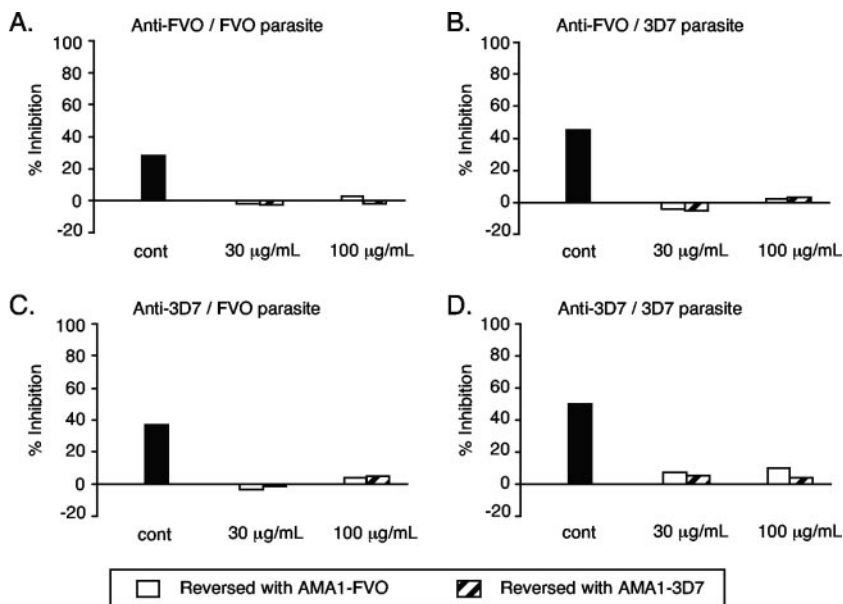 A. Anti-FVO / FVO parasite
% Inhibition
100
80
60
40
20
0
-20
cont 30 µg/mL 100 µg/mL
B. Anti-FVO / 3D7 parasite
% Inhibition
100
80
60
40
20
0
-20
cont 30 µg/mL 100 µg/mL
C. Anti-3D7 / FVO parasite
% Inhibition
100
80
60
40
20
0
-20
cont 30 µg/mL 100 µg/mL
D. Anti-3D7 / 3D7 parasite
% Inhibition
100
80
60
40
20
0
-20
cont 30 µg/mL 100 µg/mL
Reversed with AMA1-FVO Reversed with AMA1-3D7